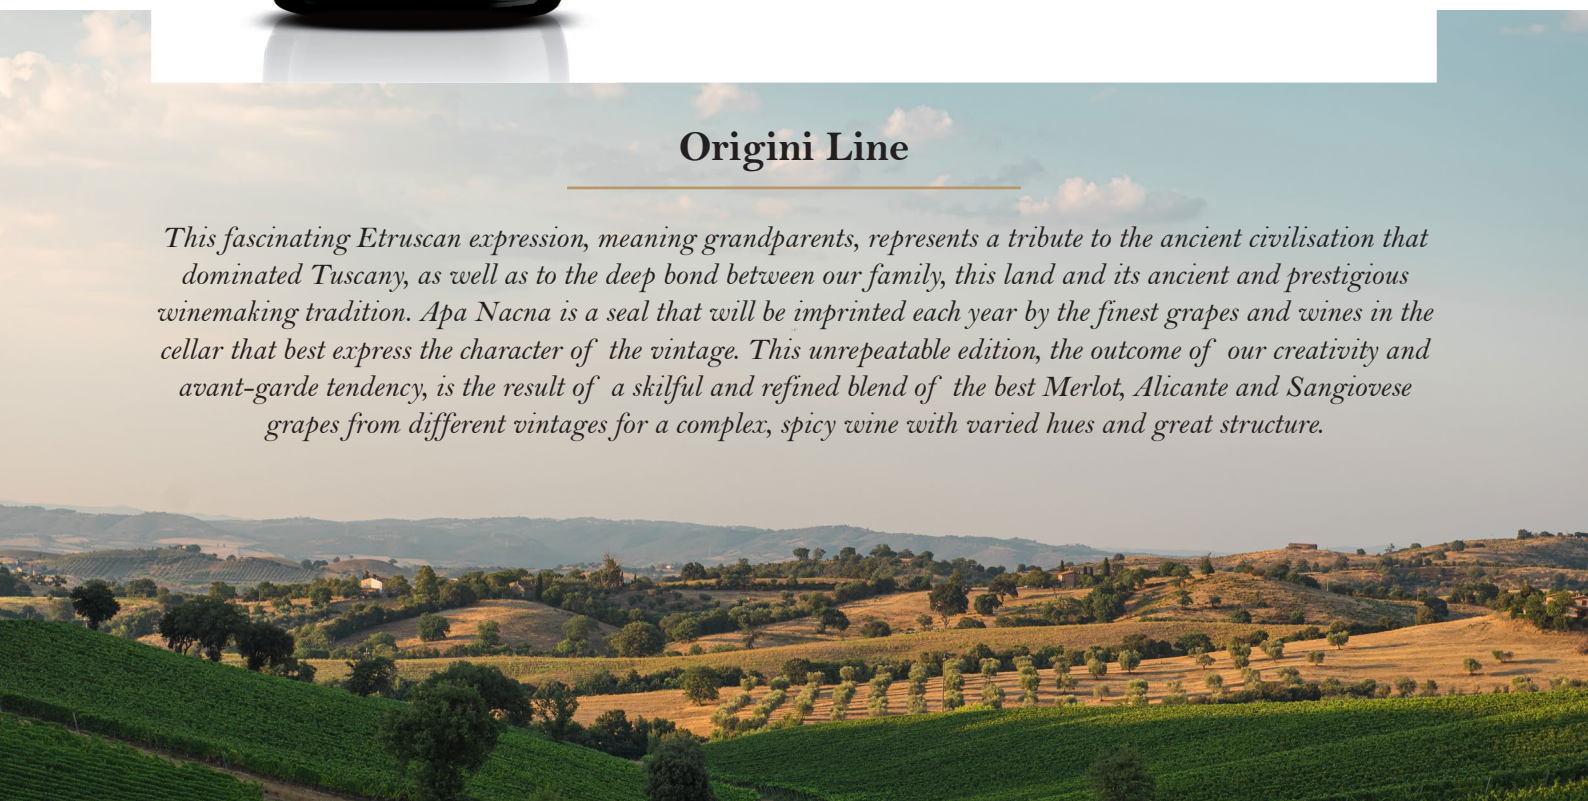 Origini Line
This fascinating Etruscan expression, meaning grandparents, represents a tribute to the ancient civilisation that
dominated Tuscany, as well as to the deep bond between our family, this land and its ancient and prestigious
winemaking tradition. Apa Nacna is a seal that will be imprinted each year by the finest grapes and wines in the
cellar that best express the character of the vintage. This unrepeatable edition, the outcome of our creativity and
avant-garde tendency, is the result of a skilful and refined blend of the best Merlot, Alicante and Sangiovese
grapes from different vintages for a complex, spicy wine with varied hues and great structure.